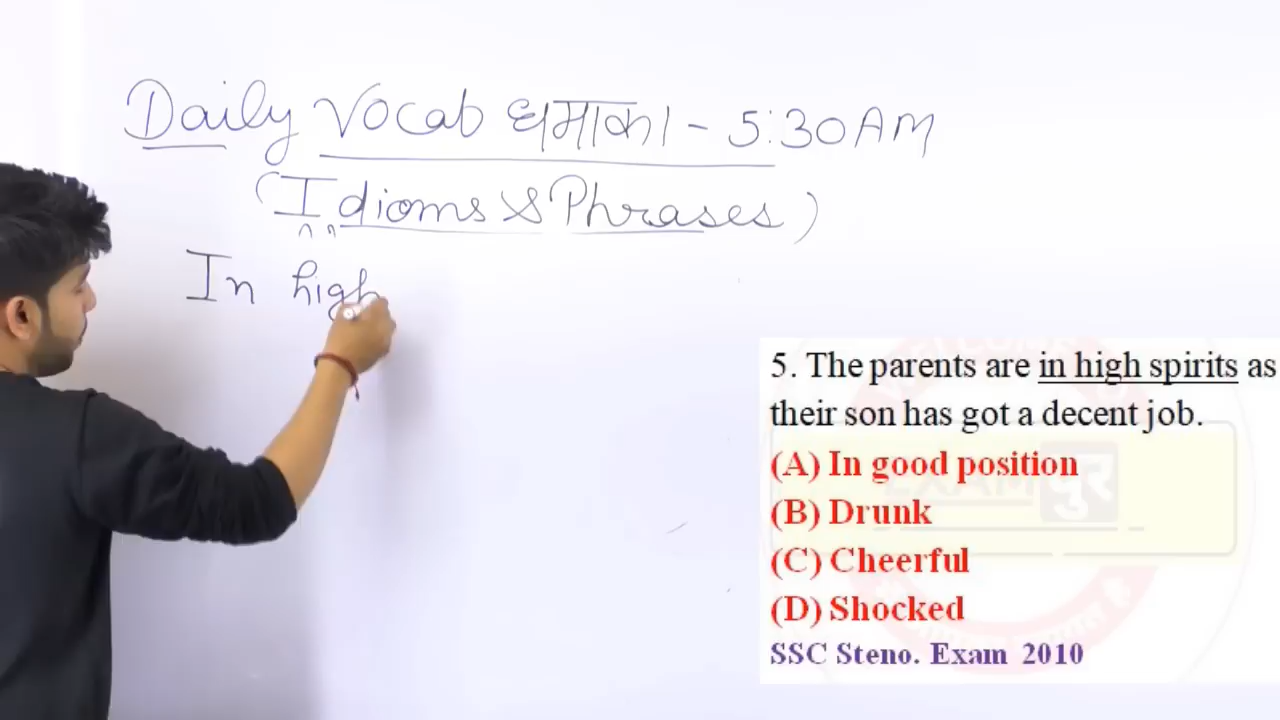 Daily Vocab धमाका - 5:30AM
(Idioms & Phrases)
In high
5. The parents are in high spirits as
their son has got a decent job.
(A) In good position
(B) Drunk
(C) Cheerful
(D) Shocked
SSC Steno. Exam 2010
EXAM पुर